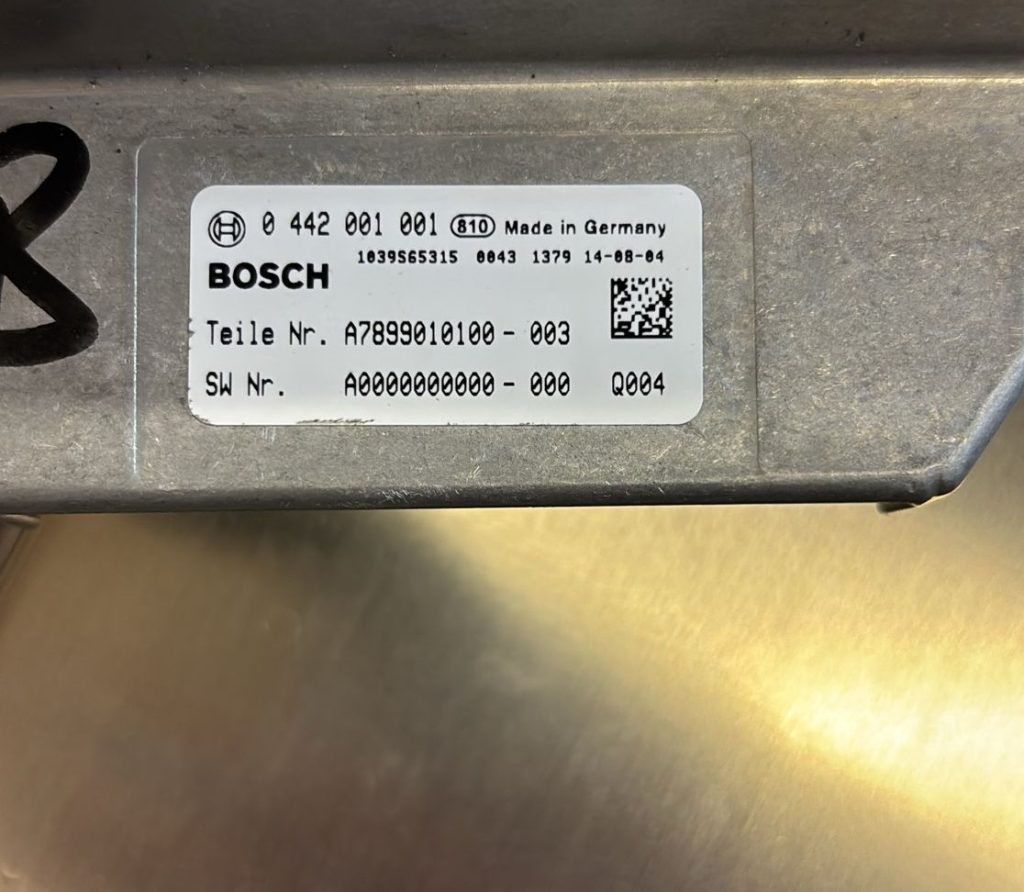 0 442 001 001 810 Made in Germany
1039S65315 0043 1379 14-08-04
BOSCH
Teile Nr. A7899010100- 003
SW Nr. A0000000000- 000 Q004